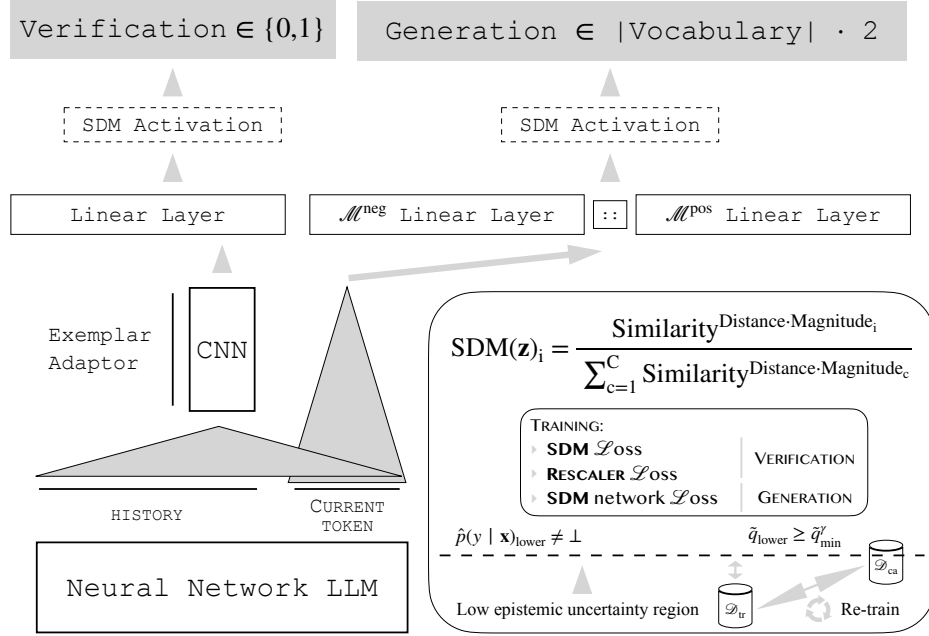 Verification ∈ {0,1}
Generation ∈ |Vocabulary| · 2
SDM Activation
SDM Activation
Linear Layer
ℳ^neg Linear Layer
::
ℳ^pos Linear Layer
Exemplar
Adaptor
CNN
HISTORY
CURRENT
TOKEN
Neural Network LLM
SDM(𝐳)_i = Similarity^{Distance·Magnitude_i} / ∑_{c=1}^{C} Similarity^{Distance·Magnitude_c}
TRAINING:
SDM ℒoss
RESCALER ℒoss
VERIFICATION
SDM network ℒoss
GENERATION
p̂(y | 𝐱)_lower ≠ ⊥
q̃_lower ≥ q̃^γ_min
Low epistemic uncertainty region
𝒟_tr
𝒟_ca
Re-train